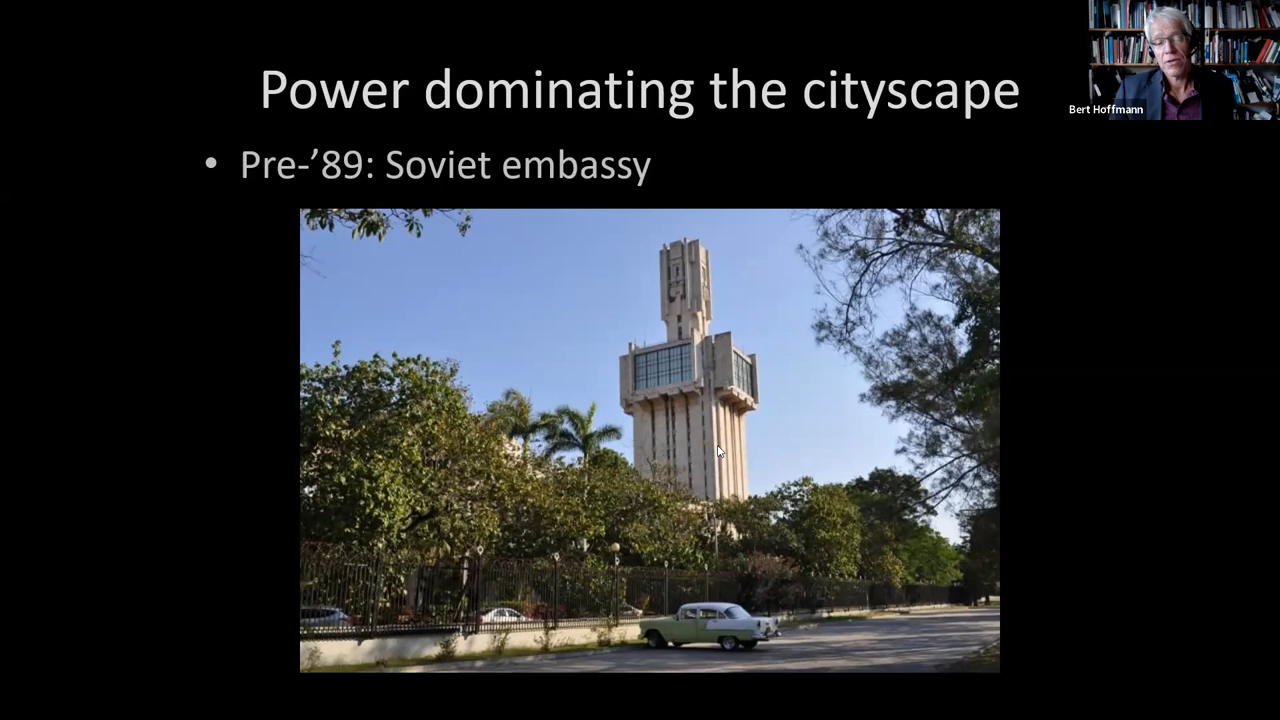 Power dominating the cityscape
Bert Hoffmann
• Pre-’89: Soviet embassy